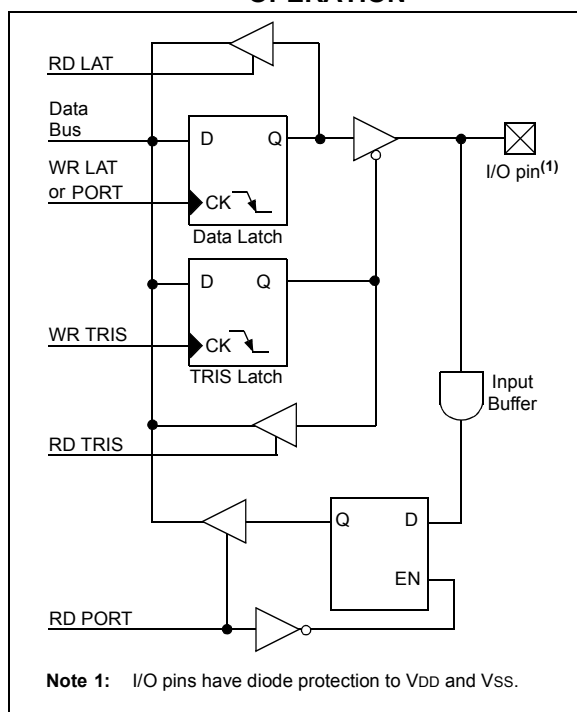 OPERATION
RD LAT
Data
Bus
D Q
WR LAT
or PORT
CK
Data Latch
I/O pin(1)
D Q
WR TRIS
CK
TRIS Latch
Input
Buffer
RD TRIS
Q D
EN
RD PORT
Note 1: I/O pins have diode protection to VDD and VSS.